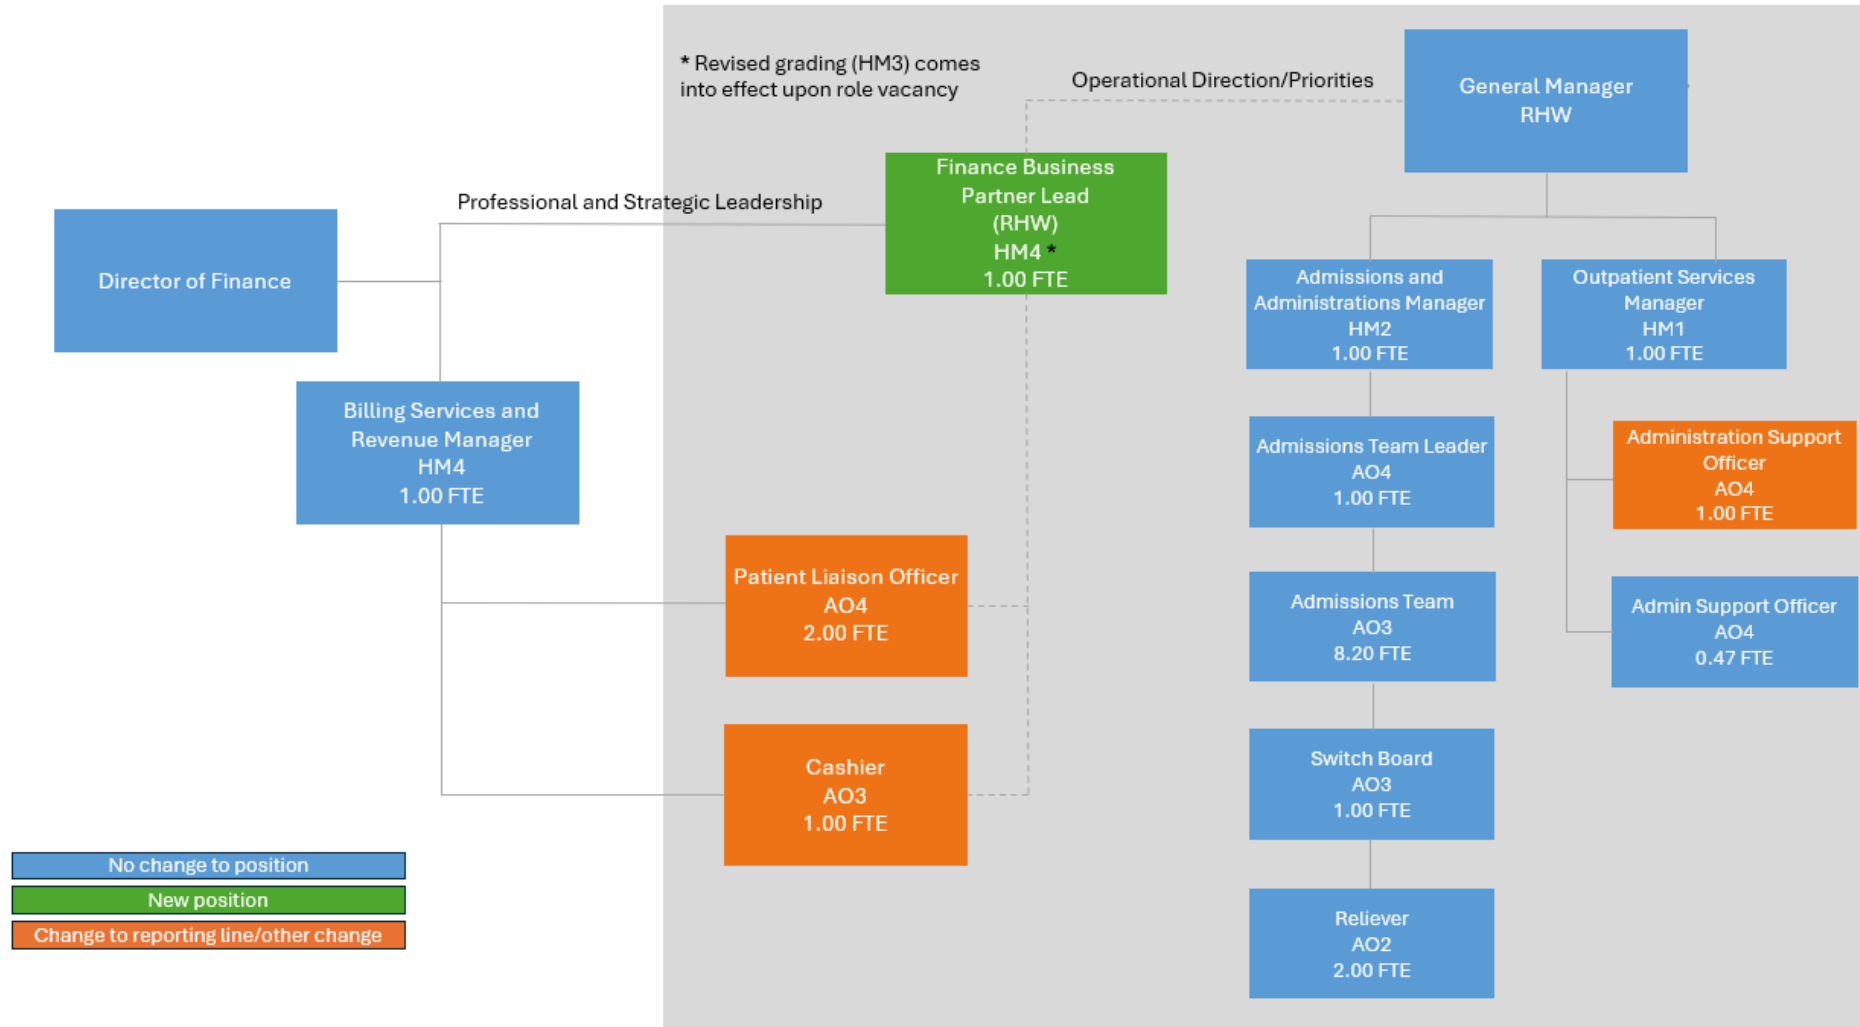 * Revised grading (HM3) comes
into effect upon role vacancy
Operational Direction/Priorities
General Manager
RHW
Finance Business
Partner Lead
(RHW)
HM4 *
1.00 FTE
Professional and Strategic Leadership
Director of Finance
Billing Services and
Revenue Manager
HM4
1.00 FTE
Admissions and
Administrations Manager
HM2
1.00 FTE
Outpatient Services
Manager
HM1
1.00 FTE
Admissions Team Leader
AO4
1.00 FTE
Administration Support
Officer
AO4
1.00 FTE
Patient Liaison Officer
AO4
2.00 FTE
Admissions Team
AO3
8.20 FTE
Admin Support Officer
AO4
0.47 FTE
Cashier
AO3
1.00 FTE
Switch Board
AO3
1.00 FTE
Reliever
AO2
2.00 FTE
No change to position
New position
Change to reporting line/other change